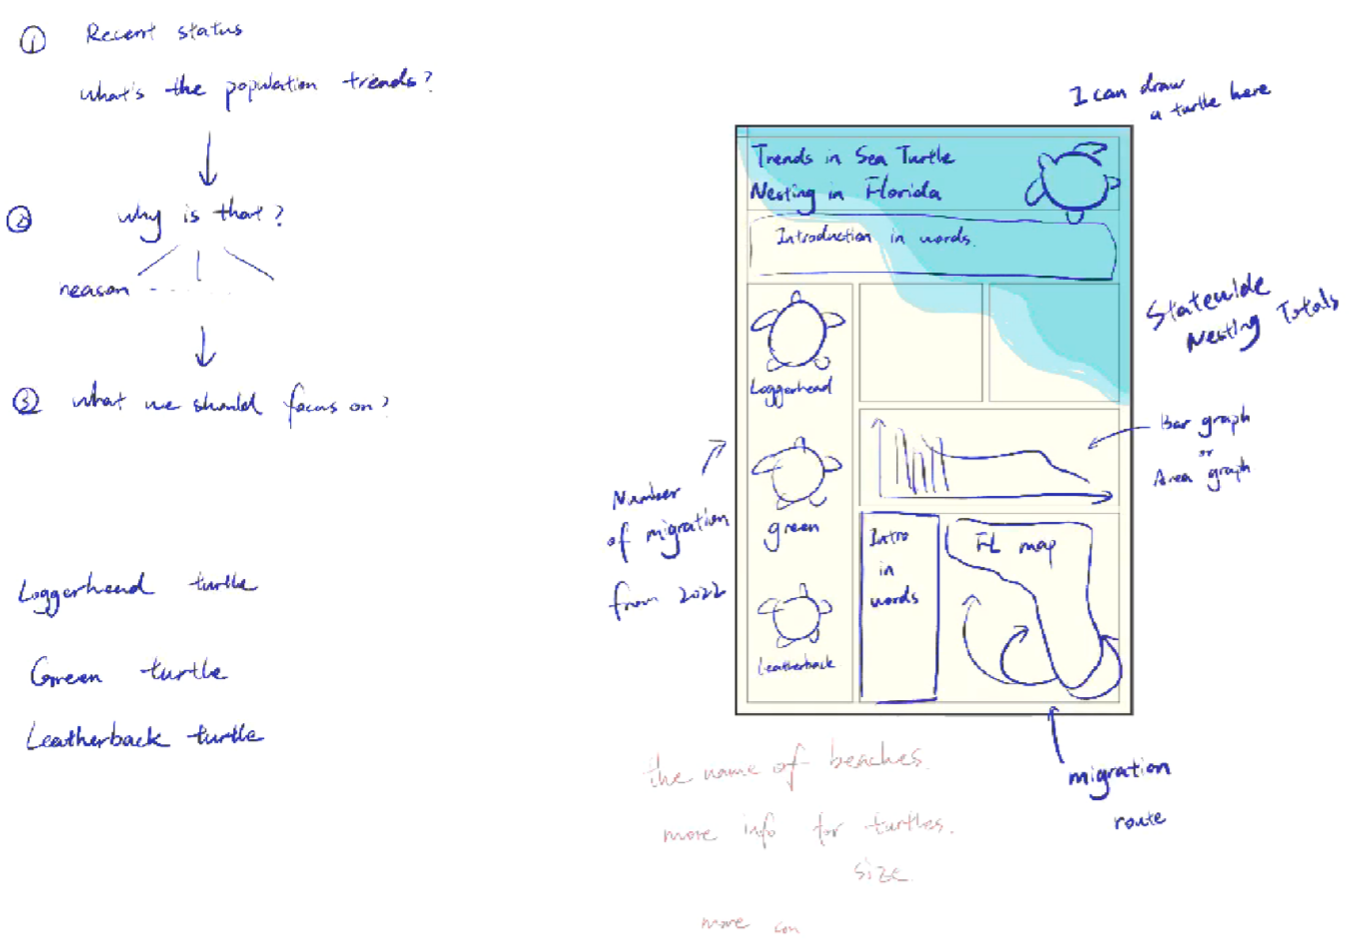 ① Recent status
what's the population trends?
② why is that?
reason
③ what we should focus on?
Loggerhead turtle
Green turtle
Leatherback turtle
I can draw
a turtle here
Trends in Sea Turtle
Nesting in Florida
Introduction in words.
Statewide
Nesting Totals
Loggerhead
Bar graph
or
Area graph
Number
of migration
from 2022
green
Intro
in
words
FL map
Leatherback
migration
route
the name of beaches.
more info for turtles.
size
more con